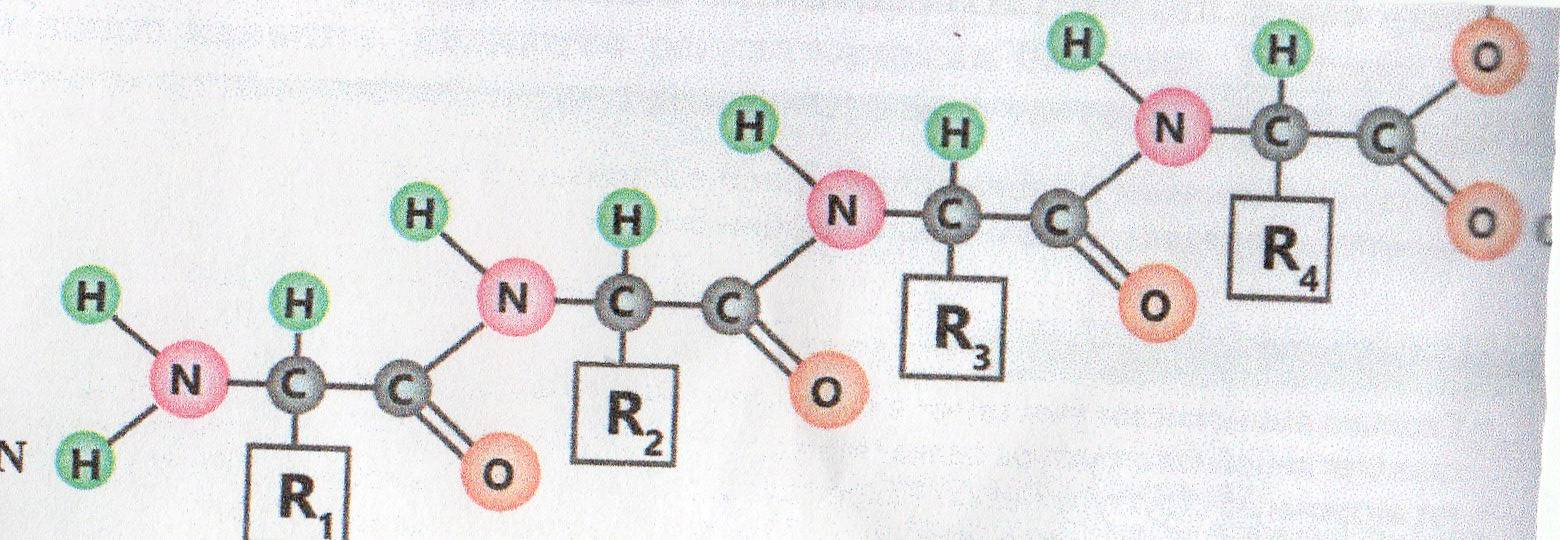 H H O
H H N C C
H H N C C O
R4
H H N C C O
R3
N C C O
R2
N H O
R1